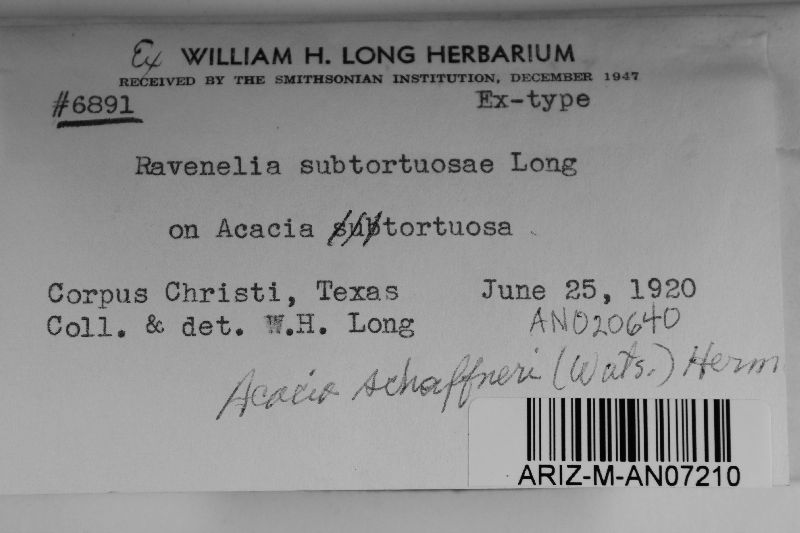 Ex WILLIAM H. LONG HERBARIUM
RECEIVED BY THE SMITHSONIAN INSTITUTION, DECEMBER 1947
#6891 Ex-type
Ravenelia subtortuosae Long
on Acacia subtortuosa
Corpus Christi, Texas June 25, 1920
Coll. & det. W.H. Long AN020640
Acacia schaffneri (Wats.) Herm
ARIZ-M-AN07210